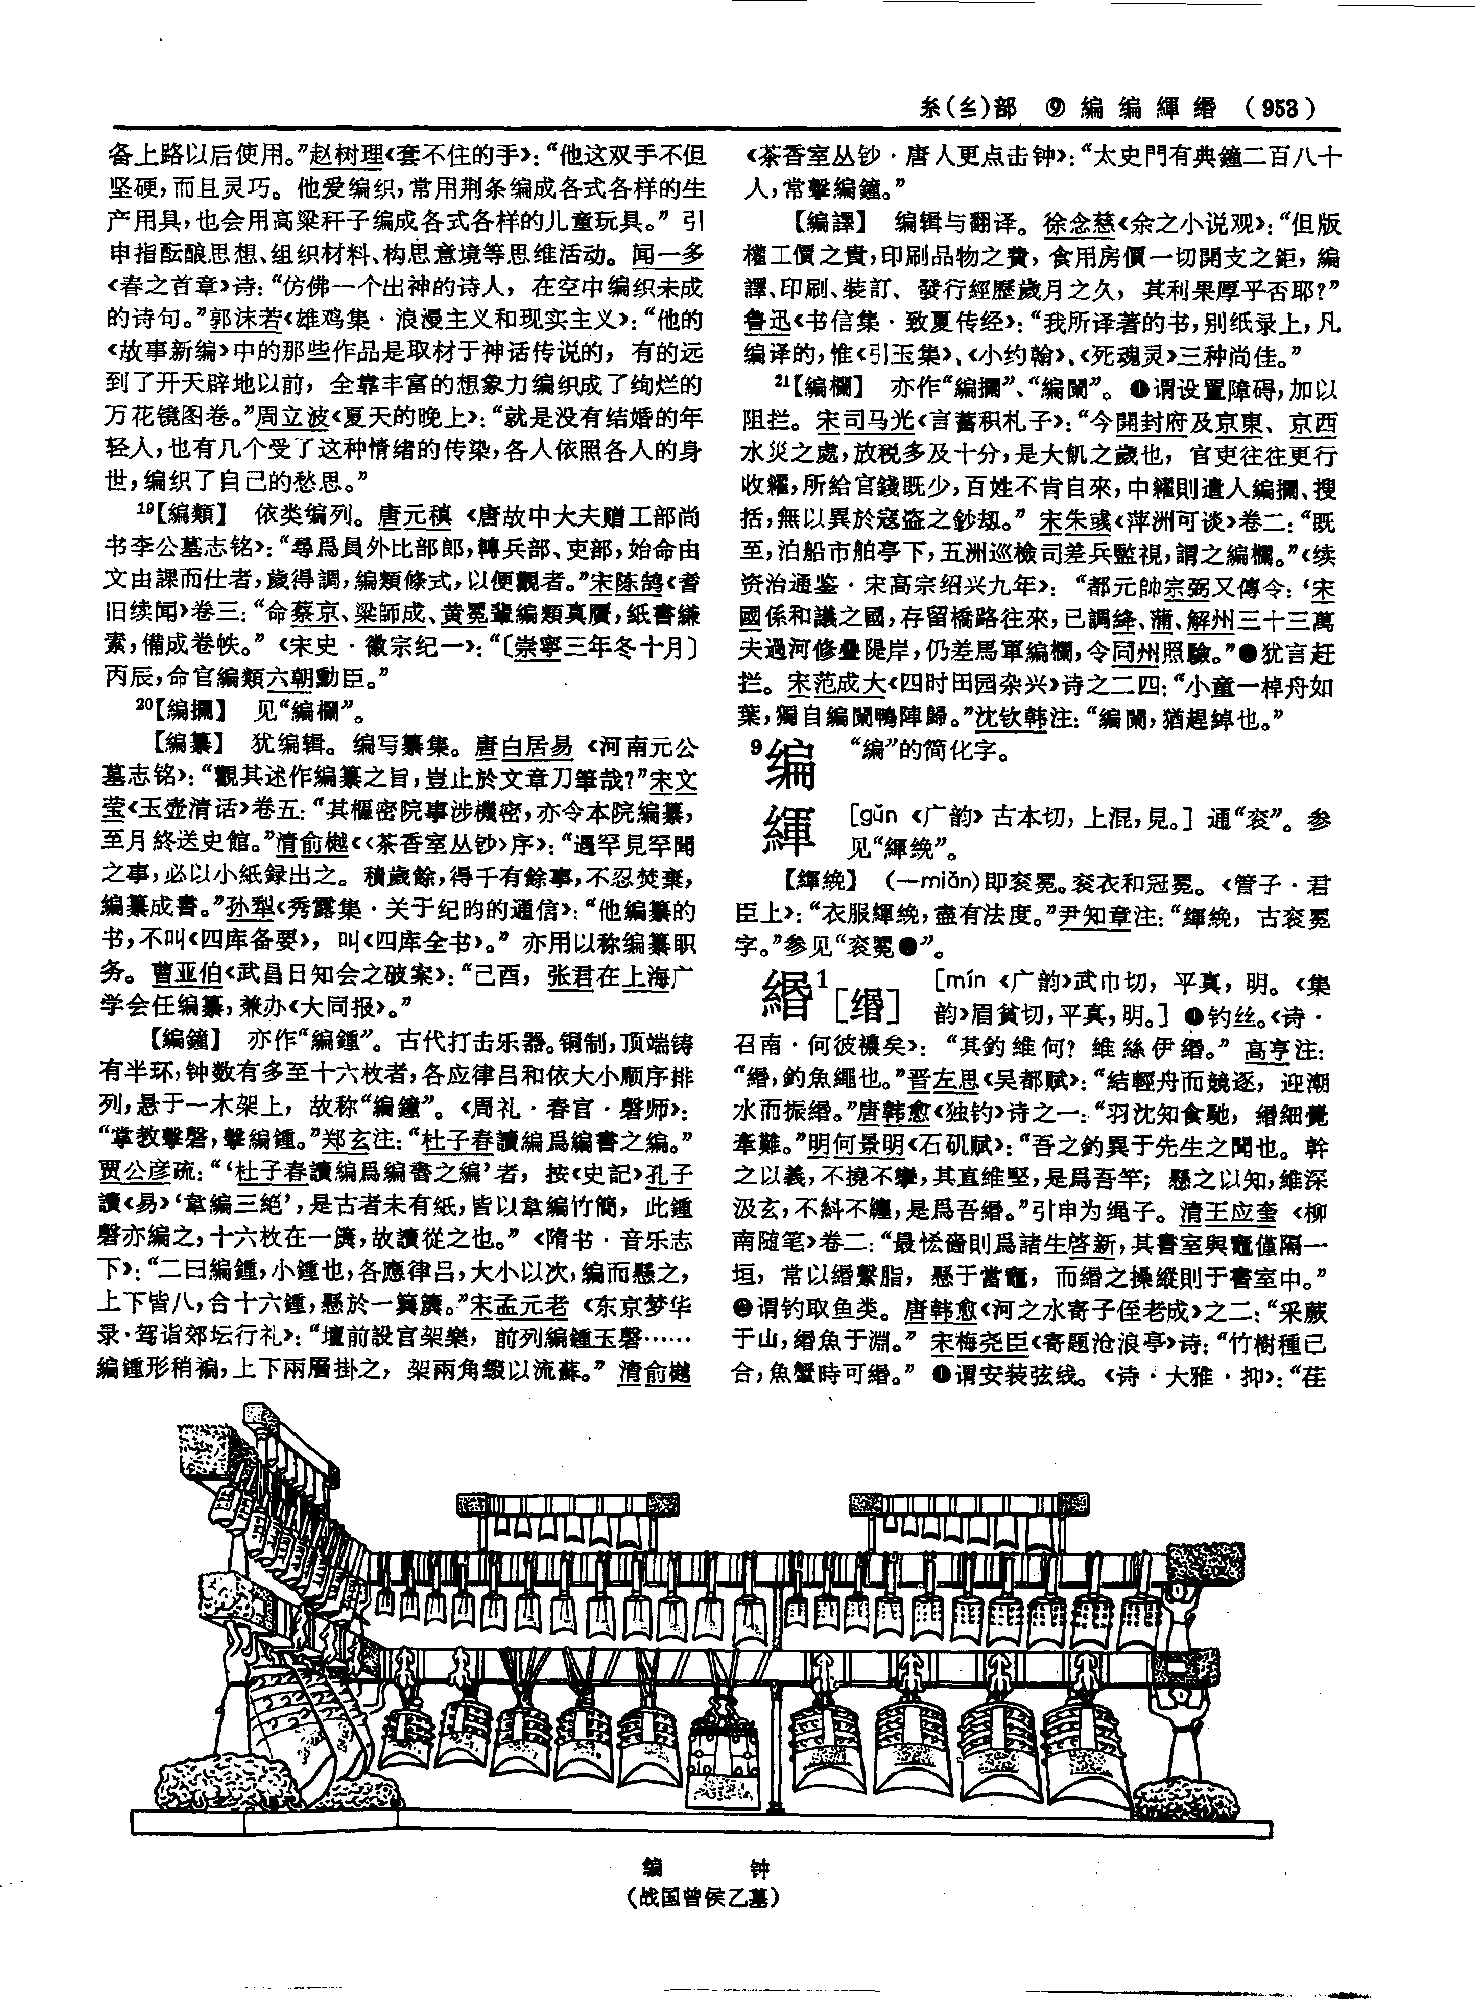 糸(纟)部 ⑨ 編 编 緷 緡 (953)
备上路以后使用。”赵树理《套不住的手》：“他这双手不但
坚硬，而且灵巧。他爱编织，常用荆条编成各式各样的生
产用具，也会用高粱秆子编成各式各样的儿童玩具。”引
申指酝酿思想、组织材料、构思意境等思维活动。闻一多
《春之首章》诗：“仿佛一个出神的诗人，在空中编织未成
的诗句。”郭沫若《雄鸡集·浪漫主义和现实主义》：“他的
《故事新编》中的那些作品是取材于神话传说的，有的远
到了开天辟地以前，全靠丰富的想象力编织成了绚烂的
万花镜图卷。”周立波《夏天的晚上》：“就是没有结婚的年
轻人，也有几个受了这种情绪的传染，各人依照各人的身
世，编织了自己的愁思。”
19【編類】 依类编列。唐元稹《唐故中大夫赠工部尚
书李公墓志铭》：“尋爲員外比部郎，轉兵部、吏部，始命由
文由課而仕者，歲得調，編類條式，以便觀者。”宋陈鹄《耆
旧续闻》卷三：“命蔡京、梁師成、黄冕輩編類真贋，紙書縑
素，備成卷帙。”《宋史·徽宗纪一》：“〔崇寧三年冬十月〕
丙辰，命官編類六朝勳臣。”
20【編攔】 见“編欄”。
【編纂】 犹编辑。编写纂集。唐白居易《河南元公
墓志铭》：“觀其述作編纂之旨，豈止於文章刀筆哉？”宋文
莹《玉壶清话》卷五：“其樞密院事涉機密，亦令本院編纂，
至月終送史館。”清俞樾《〈茶香室丛钞〉序》：“遇罕見罕聞
之事，必以小紙録出之。積歲餘，得千有餘事，不忍焚棄，
編纂成書。”孙犁《秀露集·关于纪昀的通信》：“他編纂的
书，不叫《四库备要》，叫《四库全书》。”亦用以称编纂职
务。曹亚伯《武昌日知会之破案》：“己酉，张君在上海广
学会任编纂，兼办《大同报》。”
【編鐘】 亦作“編鍾”。古代打击乐器。铜制，顶端铸
有半环，钟数有多至十六枚者，各应律吕和依大小顺序排
列，悬于一木架上，故称“編鐘”。《周礼·春官·磬师》：
“掌教擊磬，擊編鍾。”郑玄注：“杜子春讀編爲編書之編。”
贾公彦疏：“‘杜子春讀編爲編書之編’者，按《史記》孔子
讀《易》‘韋編三絶’，是古者未有紙，皆以韋編竹簡，此鍾
磬亦編之，十六枚在一簴，故讀從之也。”《隋书·音乐志
下》：“二曰編鍾，小鍾也，各應律吕，大小以次，編而懸之，
上下皆八，合十六鍾，懸於一簨簴。”宋孟元老《东京梦华
录·驾诣郊坛行礼》：“壇前設官架樂，前列編鍾玉磬……
編鍾形稍褊，上下兩層掛之，架兩角綴以流蘇。”清俞樾
《茶香室丛钞·唐人更点击钟》：“太史門有典鐘二百八十
人，常擊編鐘。”
【編譯】 编辑与翻译。徐念慈《余之小说观》：“但版
權工價之貴，印刷品物之費，食用房價一切開支之鉅，編
譯、印刷、裝訂、發行經歷歲月之久，其利果厚乎否耶？”
鲁迅《书信集·致夏传经》：“我所译著的书，别纸录上，凡
编译的，惟《引玉集》、《小约翰》、《死魂灵》三种尚佳。”
21【編欄】 亦作“編攔”、“編闌”。❶谓设置障碍，加以
阻拦。宋司马光《言蓄积札子》：“今開封府及京東、京西
水災之處，放税多及十分，是大飢之歲也，官吏往往更行
收糴，所給官錢既少，百姓不肯自來，中糴則遣人編攔、搜
括，無以異於寇盗之鈔劫。”宋朱彧《萍洲可谈》卷二：“既
至，泊船市舶亭下，五洲巡檢司差兵監視，謂之編欄。”《续
资治通鉴·宋高宗绍兴九年》：“都元帥宗弼又傳令：‘宋
國係和議之國，存留橋路往來，已調絳、蒲、解州三十三萬
夫過河修疊隄岸，仍差馬軍編欄，令同州照驗。”❷犹言赶
拦。宋范成大《四时田园杂兴》诗之二四：“小童一棹舟如
葉，獨自編闌鴨陣歸。”沈钦韩注：“編闌，猶趕綽也。”
9编 “編”的简化字。
緷 [gǔn 《广韵》古本切，上混，見。] 通“衮”。参
见“緷絻”。
【緷絻】 (—miǎn)即衮冕。衮衣和冠冕。《管子·君
臣上》：“衣服緷絻，盡有法度。”尹知章注：“緷絻，古衮冕
字。”参见“衮冕❶”。
緡1[缗] [mín 《广韵》武巾切，平真，明。《集
韵》眉貧切，平真，明。] ❶钓丝。《诗·
召南·何彼襛矣》：“其釣維何？維絲伊緡。”高亨注：
“緡，釣魚繩也。”晋左思《吴都赋》：“結輕舟而競逐，迎潮
水而振緡。”唐韩愈《独钓》诗之一：“羽沈知食駛，緡細覺
牽難。”明何景明《石矶赋》：“吾之釣異于先生之聞也。幹
之以義，不撓不攣，其直維堅，是爲吾竿；懸之以知，維深
汲玄，不糾不纏，是爲吾緡。”引申为绳子。清王应奎《柳
南随笔》卷二：“最恡嗇則爲諸生啓新，其書室與竈僅隔一
垣，常以緡繫脂，懸于當竈，而緡之操縱則于書室中。”
❷谓钓取鱼类。唐韩愈《河之水寄子侄老成》之二：“采蕨
于山，緡魚于淵。”宋梅尧臣《寄题沧浪亭》诗：“竹樹種已
合，魚蟹時可緡。”❸谓安装弦线。《诗·大雅·抑》：“荏
编 钟
(战国曾侯乙墓)